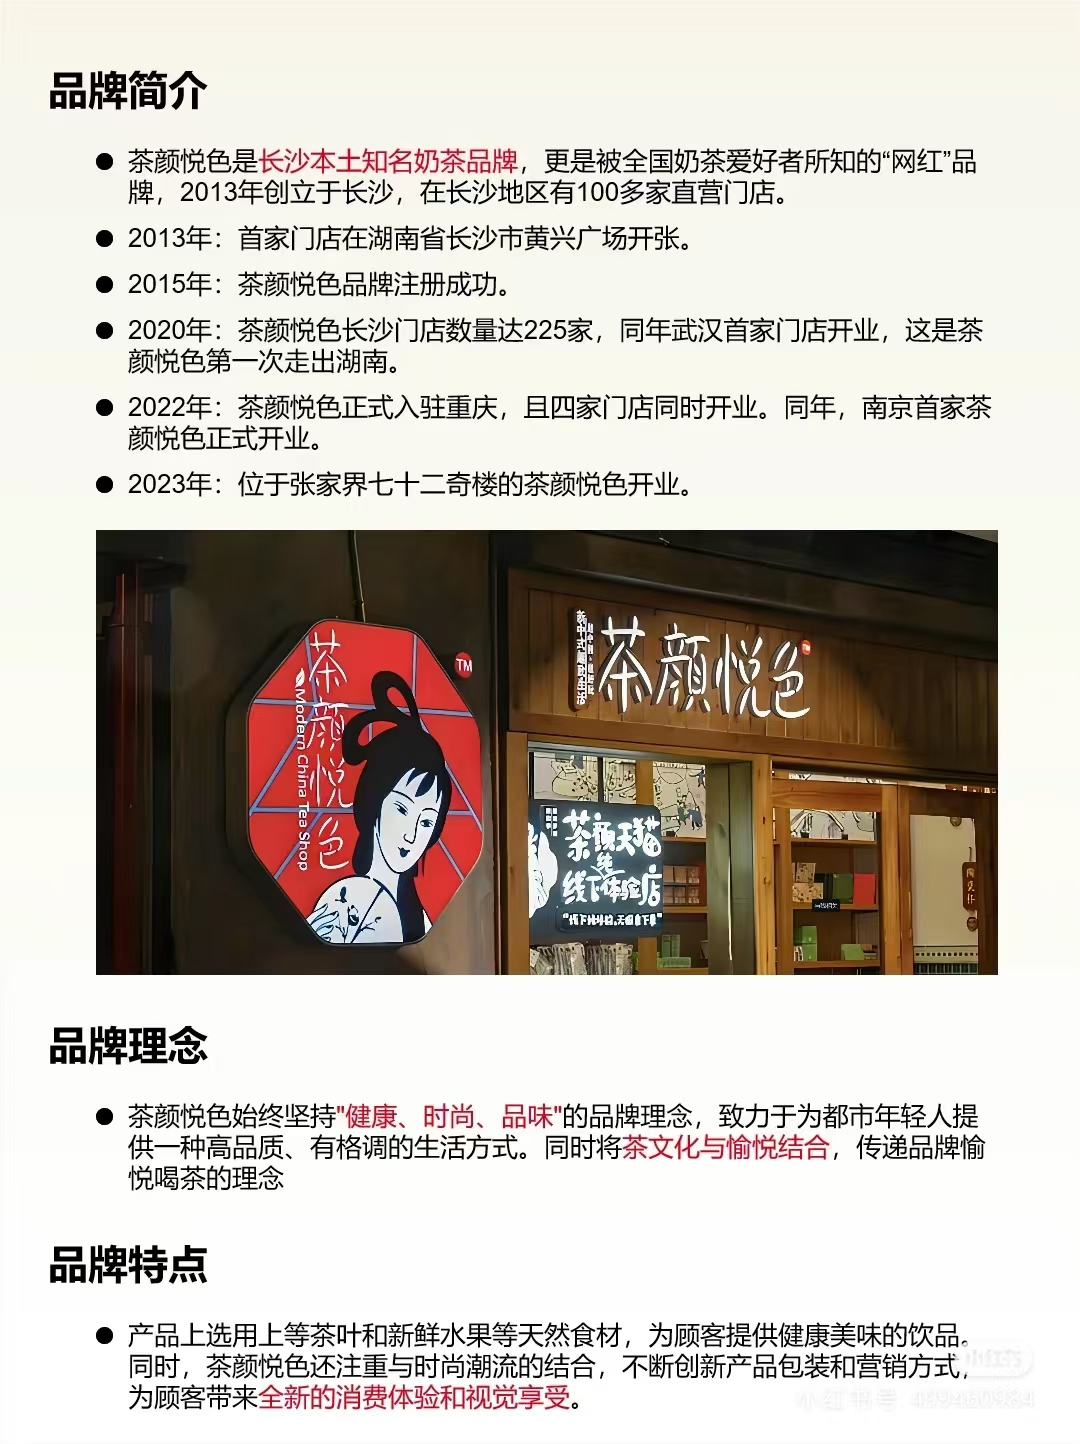 品牌简介
● 茶颜悦色是长沙本土知名奶茶品牌，更是被全国奶茶爱好者所知的“网红”品
牌，2013年创立于长沙，在长沙地区有100多家直营门店。
● 2013年：首家门店在湖南省长沙市黄兴广场开张。
● 2015年：茶颜悦色品牌注册成功。
● 2020年：茶颜悦色长沙门店数量达225家，同年武汉首家门店开业，这是茶
颜悦色第一次走出湖南。
● 2022年：茶颜悦色正式入驻重庆，且四家门店同时开业。同年，南京首家茶
颜悦色正式开业。
● 2023年：位于张家界七十二奇楼的茶颜悦色开业。
茶颜悦色
Modern China Tea Shop
TM
茶颜悦色
茶颜天猫
线下体验店
品牌理念
● 茶颜悦色始终坚持"健康、时尚、品味"的品牌理念，致力于为都市年轻人提
供一种高品质、有格调的生活方式。同时将茶文化与愉悦结合，传递品牌愉
悦喝茶的理念
品牌特点
● 产品上选用上等茶叶和新鲜水果等天然食材，为顾客提供健康美味的饮品。
同时，茶颜悦色还注重与时尚潮流的结合，不断创新产品包装和营销方式，
为顾客带来全新的消费体验和视觉享受。
小红书
小红书号